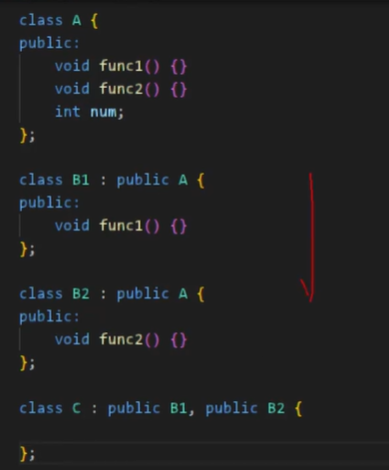 class A {
public:
    void func1() {}
    void func2() {}
    int num;
};
class B1 : public A {
public:
    void func1() {}
};
class B2 : public A {
public:
    void func2() {}
};
class C : public B1, public B2 {
};